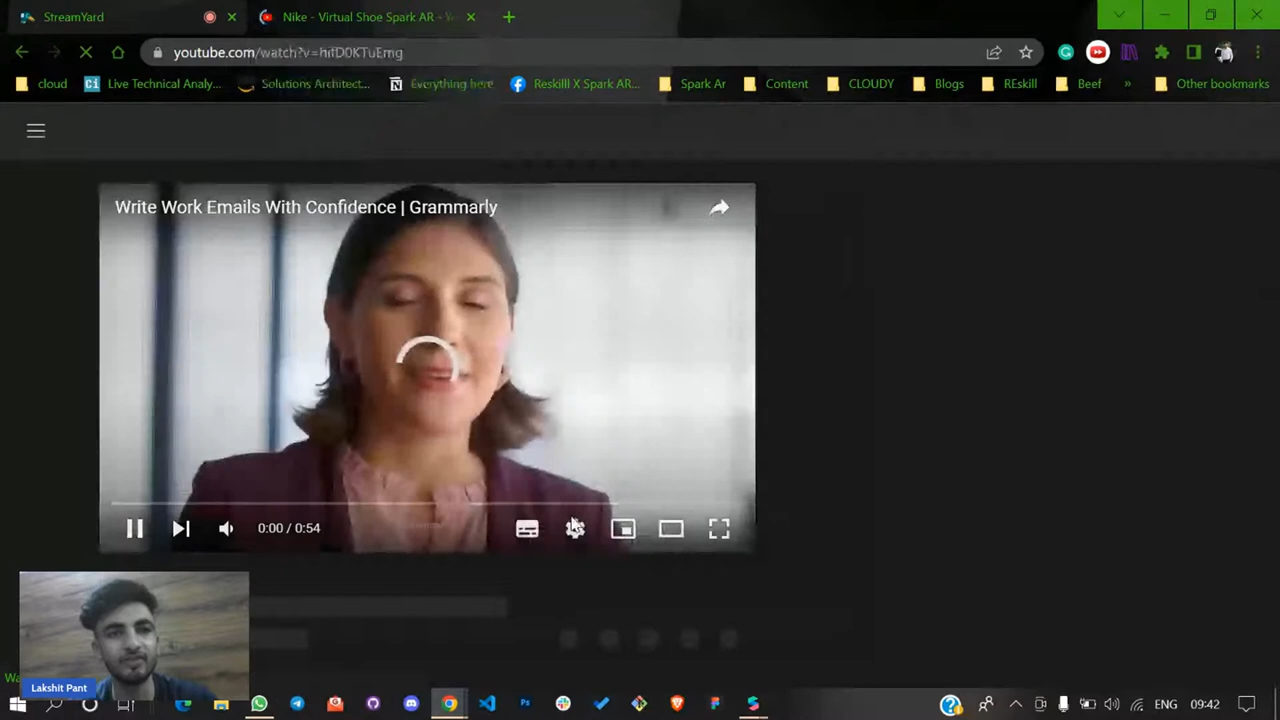 StreamYard
Nike - Virtual Shoe Spark AR -
youtube.com/watch?v=hifD0KTuEmg
cloud
Live Technical Analy...
Solutions Architect...
Everything here
Reskilll X Spark AR...
Spark Ar
Content
CLOUDY
Blogs
REskill
Beef
»
Other bookmarks
Write Work Emails With Confidence | Grammarly
0:00 / 0:54
Lakshit Pant
ENG
09:42